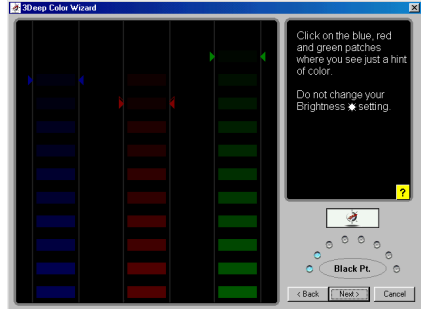 3Deep Color Wizard
Click on the blue, red
and green patches
where you see just a hint
of color.
Do not change your
Brightness setting.
?
Black Pt.
< Back
Next >
Cancel